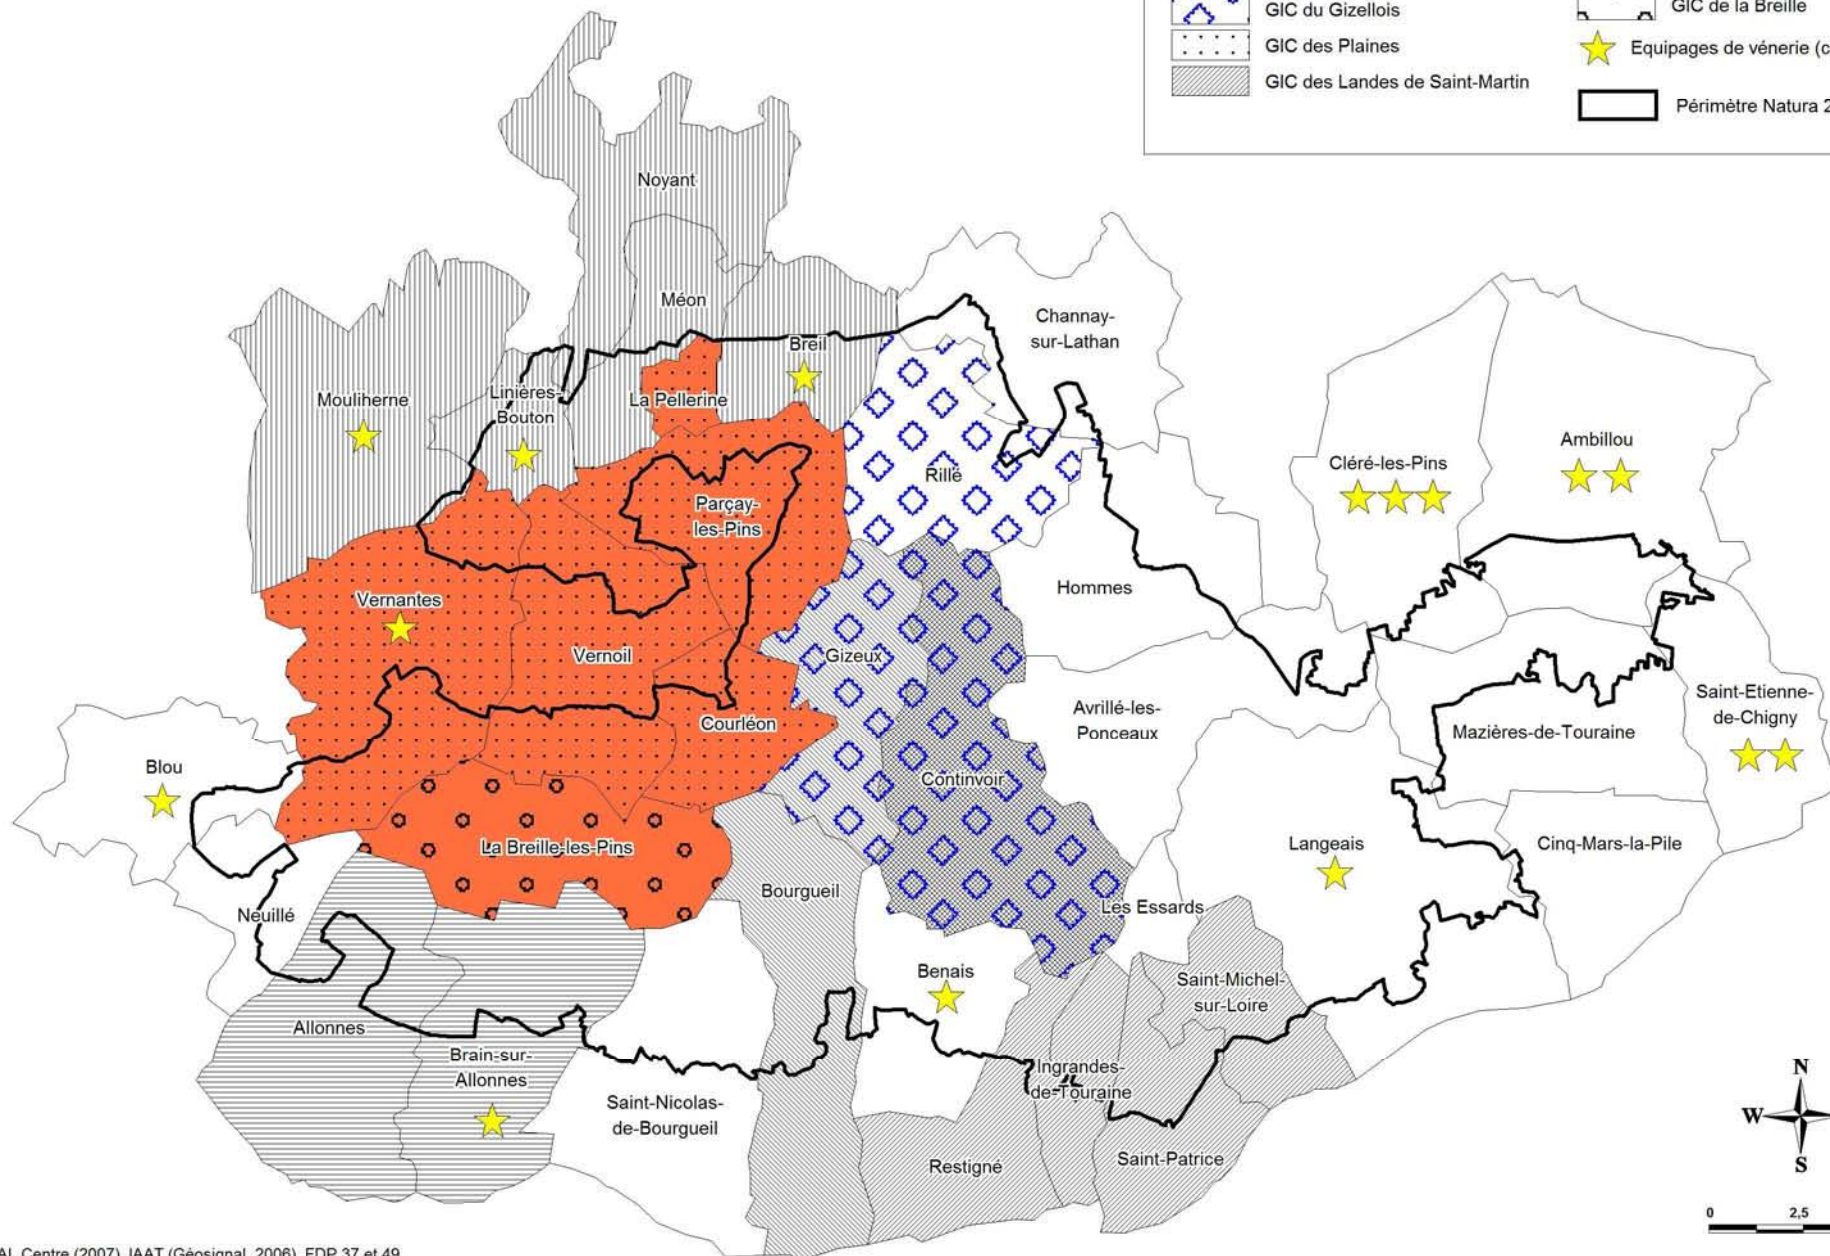 GIC du Gizellois
GIC de la Breille
GIC des Plaines
Equipages de vénerie (c
GIC des Landes de Saint-Martin
Périmètre Natura 2
Noyant
Méon
Channay-
sur-Lathan
Breil
Mouliherne
Linières-
Bouton
La Pellerine
Ambillou
Cléré-les-Pins
Rillé
Parçay-
les-Pins
Hommes
Vernantes
Vernoil
Gizeux
Saint-Etienne-
de-Chigny
Avrillé-les-
Ponceaux
Courléon
Mazières-de-Touraine
Blou
Continvoir
Langeais
Cinq-Mars-la-Pile
La Breille-les-Pins
Bourgueil
Les Essards
Neuillé
Benais
Saint-Michel-
sur-Loire
Allonnes
Brain-sur-
Allonnes
Ingrandes-
de-Touraine
Saint-Nicolas-
de-Bourgueil
Restigné
Saint-Patrice
N
W
S
0 2,5
AL Centre (2007), IAAT (Géosignal, 2006), FDP 37 et 49